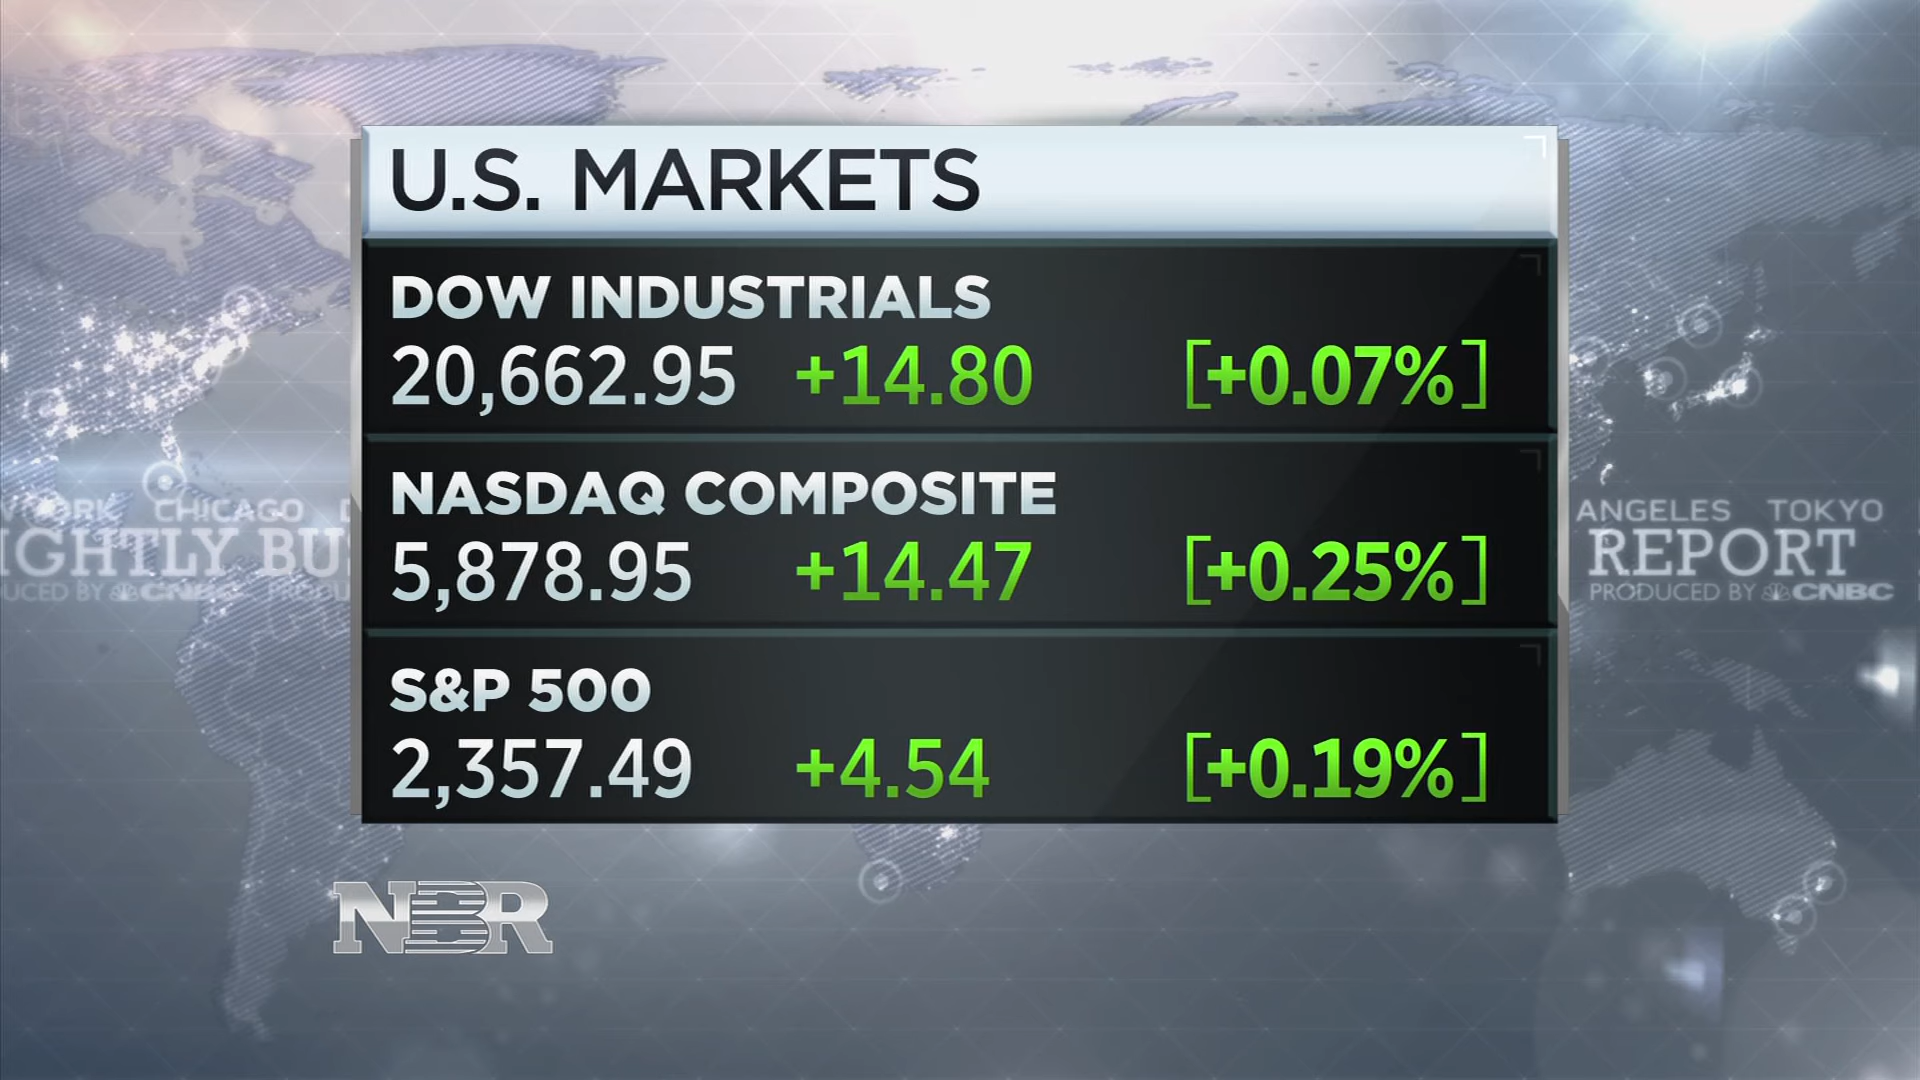 U.S. MARKETS
DOW INDUSTRIALS
20,662.95 +14.80 [+0.07%]
NASDAQ COMPOSITE
5,878.95 +14.47 [+0.25%]
S&P 500
2,357.49 +4.54 [+0.19%]
CHICAGO
ANGELES TOKYO
REPORT
PRODUCED BY CNBC
CNBC
NBR